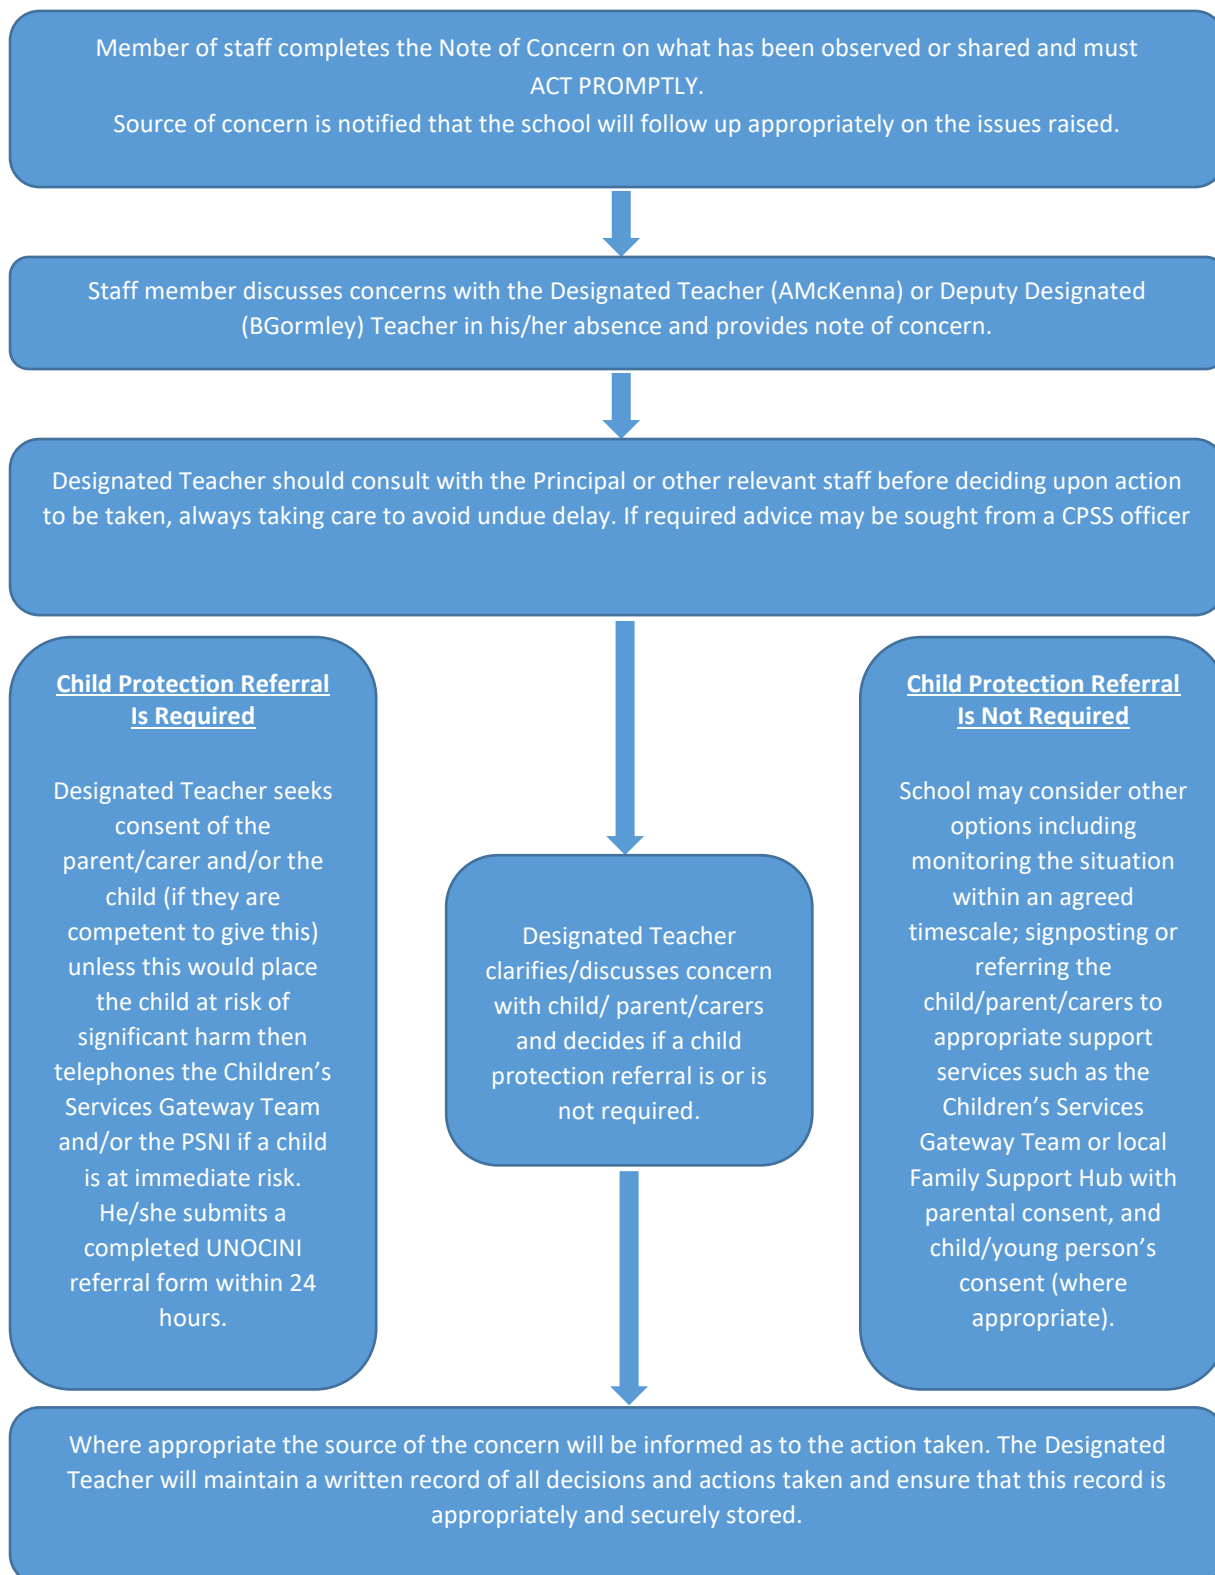 Member of staff completes the Note of Concern on what has been observed or shared and must
ACT PROMPTLY.
Source of concern is notified that the school will follow up appropriately on the issues raised.
Staff member discusses concerns with the Designated Teacher (AMcKenna) or Deputy Designated
(BGormley) Teacher in his/her absence and provides note of concern.
Designated Teacher should consult with the Principal or other relevant staff before deciding upon action
to be taken, always taking care to avoid undue delay. If required advice may be sought from a CPSS officer
Child Protection Referral
Is Required
Designated Teacher seeks
consent of the
parent/carer and/or the
child (if they are
competent to give this)
unless this would place
the child at risk of
significant harm then
telephones the Children’s
Services Gateway Team
and/or the PSNI if a child
is at immediate risk.
He/she submits a
completed UNOCINI
referral form within 24
hours.
Designated Teacher
clarifies/discusses concern
with child/ parent/carers
and decides if a child
protection referral is or is
not required.
Child Protection Referral
Is Not Required
School may consider other
options including
monitoring the situation
within an agreed
timescale; signposting or
referring the
child/parent/carers to
appropriate support
services such as the
Children’s Services
Gateway Team or local
Family Support Hub with
parental consent, and
child/young person’s
consent (where
appropriate).
Where appropriate the source of the concern will be informed as to the action taken. The Designated
Teacher will maintain a written record of all decisions and actions taken and ensure that this record is
appropriately and securely stored.